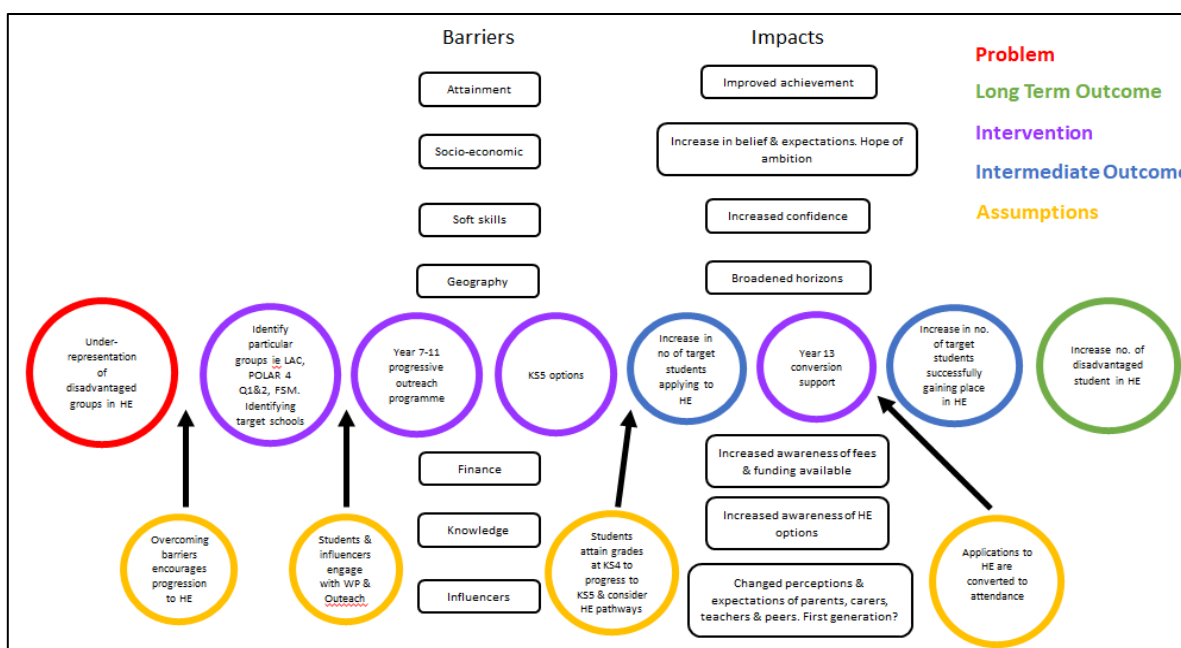 Barriers
Impacts
Problem
Long Term Outcome
Intervention
Intermediate Outcome
Assumptions
Attainment
Socio-economic
Soft skills
Geography
Improved achievement
Increase in belief & expectations. Hope of
ambition
Increased confidence
Broadened horizons
Under-
representation
of
disadvantaged
groups in HE
Identify
particular
groups ie LAC,
POLAR 4
Q1&2, FSM.
Identifying
target schools
Year 7-11
progressive
outreach
programme
KS5 options
Increase in
no of target
students
applying to
HE
Year 13
conversion
support
Increase in
no. of target
students
successfully
gaining place
in HE
Increase no. of
disadvantaged
student in HE
Finance
Knowledge
Influencers
Increased awareness of fees
& funding available
Increased awareness of HE
options
Changed perceptions &
expectations of parents, carers,
teachers & peers. First generation?
Overcoming
barriers
encourages
progression
to HE
Students &
influencers
engage
with WP &
Outeach
Students
attain grades
at KS4 to
progress to
KS5 & consider
HE pathways
Applications to
HE are
converted to
attendance